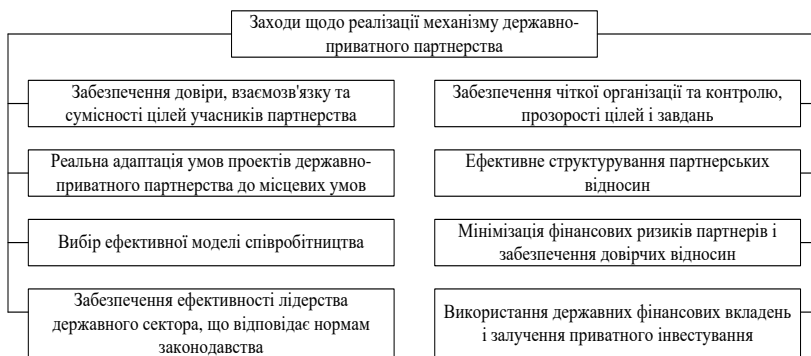 Заходи щодо реалізації механізму державно-
приватного партнерства
Забезпечення довіри, взаємозв'язку та
сумісності цілей учасників партнерства
Забезпечення чіткої організації та контролю,
прозорості цілей і завдань
Реальна адаптація умов проектів державно-
приватного партнерства до місцевих умов
Ефективне структурування партнерських
відносин
Вибір ефективної моделі співробітництва
Мінімізація фінансових ризиків партнерів і
забезпечення довірчих відносин
Забезпечення ефективності лідерства
державного сектора, що відповідає нормам
законодавства
Використання державних фінансових вкладень
і залучення приватного інвестування